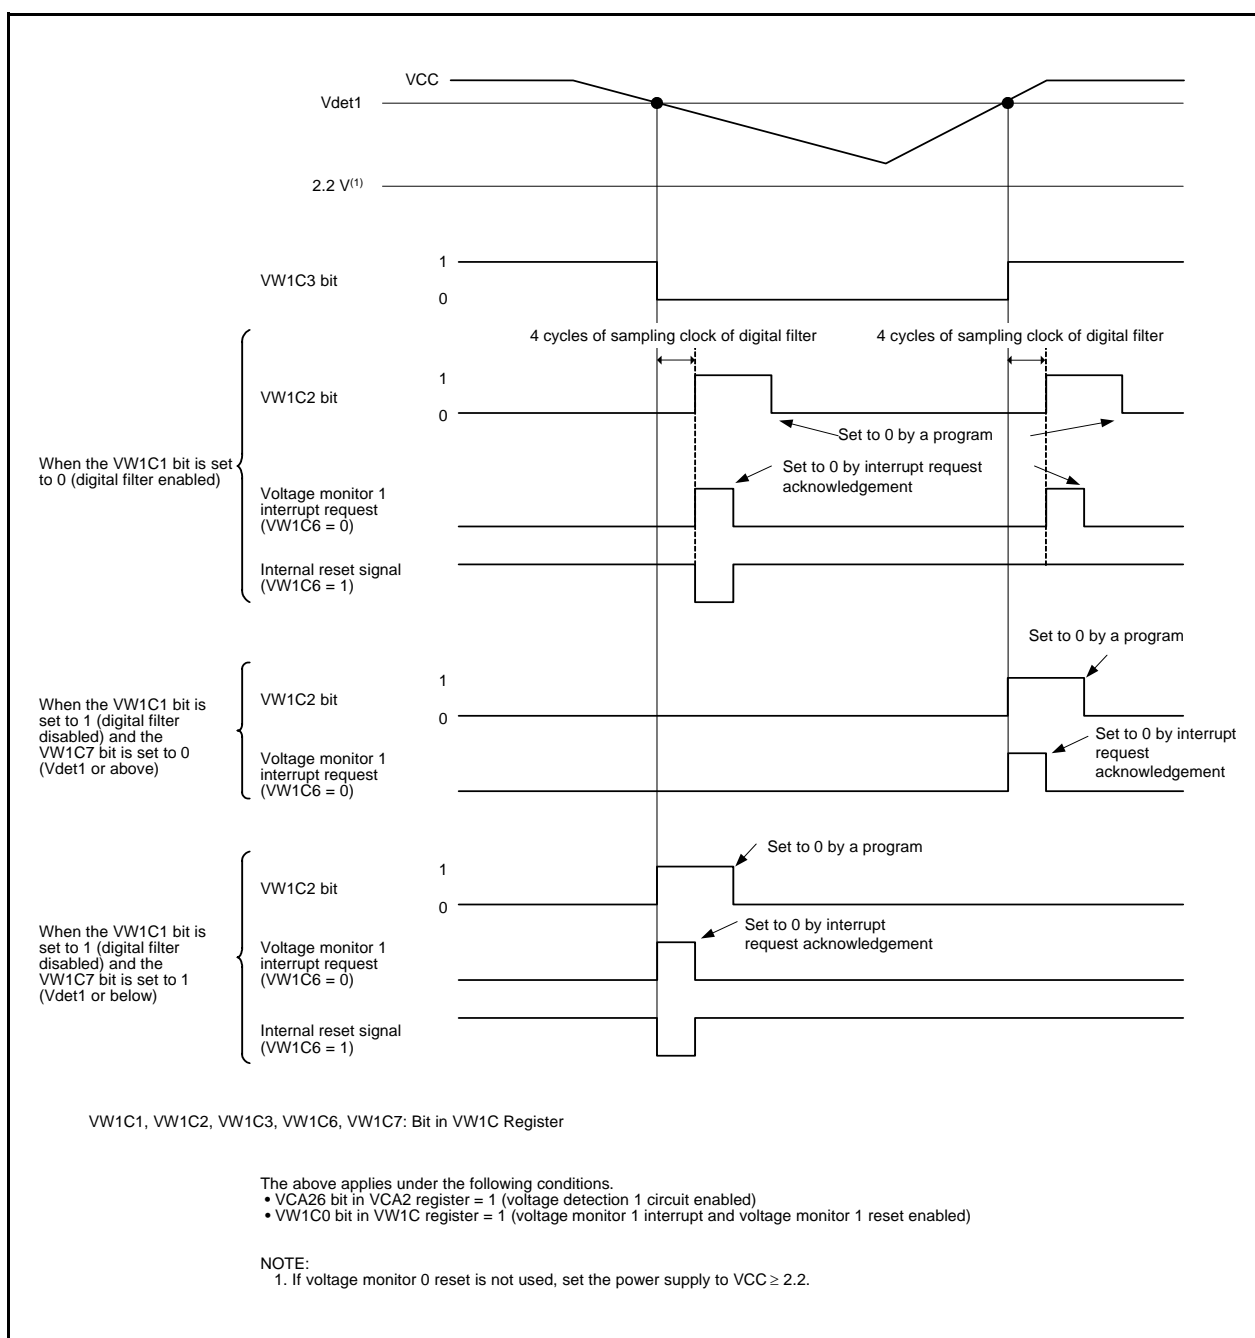 VCC
Vdet1
2.2 V(1)
VW1C3 bit
1
0
4 cycles of sampling clock of digital filter
4 cycles of sampling clock of digital filter
When the VW1C1 bit is set
to 0 (digital filter enabled)
VW1C2 bit
1
0
Set to 0 by a program
Set to 0 by interrupt request
acknowledgement
Voltage monitor 1
interrupt request
(VW1C6 = 0)
Internal reset signal
(VW1C6 = 1)
Set to 0 by a program
When the VW1C1 bit is
set to 1 (digital filter
disabled) and the
VW1C7 bit is set to 0
(Vdet1 or above)
VW1C2 bit
1
0
Set to 0 by interrupt
request
acknowledgement
Voltage monitor 1
interrupt request
(VW1C6 = 0)
Set to 0 by a program
When the VW1C1 bit is
set to 1 (digital filter
disabled) and the
VW1C7 bit is set to 1
(Vdet1 or below)
VW1C2 bit
1
0
Set to 0 by interrupt
request acknowledgement
Voltage monitor 1
interrupt request
(VW1C6 = 0)
Internal reset signal
(VW1C6 = 1)
VW1C1, VW1C2, VW1C3, VW1C6, VW1C7: Bit in VW1C Register
The above applies under the following conditions.
• VCA26 bit in VCA2 register = 1 (voltage detection 1 circuit enabled)
• VW1C0 bit in VW1C register = 1 (voltage monitor 1 interrupt and voltage monitor 1 reset enabled)
NOTE:
1. If voltage monitor 0 reset is not used, set the power supply to VCC ≥ 2.2.